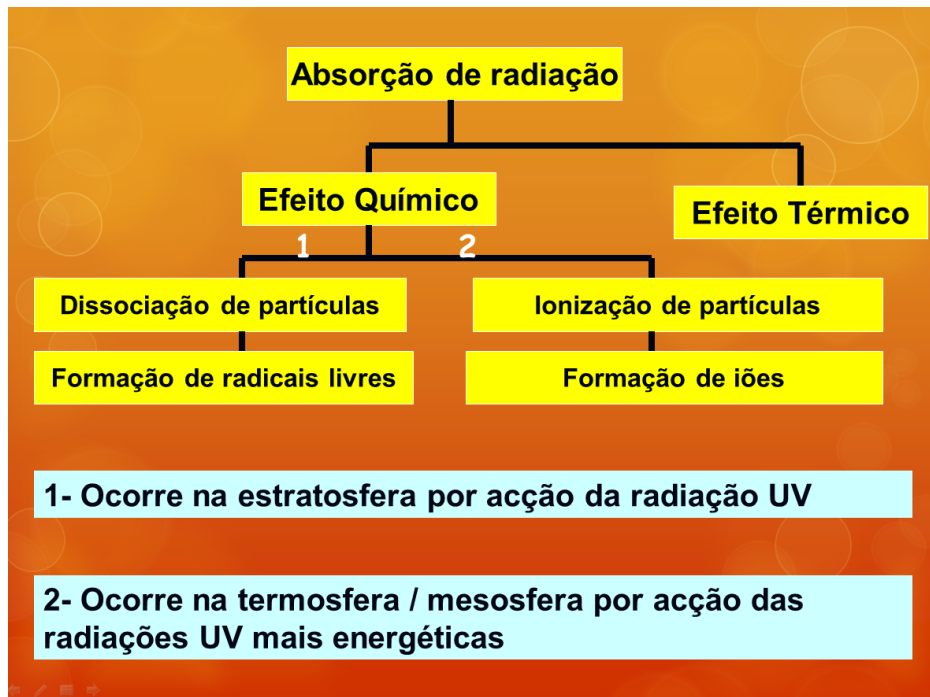 Absorção de radiação
Efeito Químico
Efeito Térmico
1
2
Dissociação de partículas
Ionização de partículas
Formação de radicais livres
Formação de iões
1- Ocorre na estratosfera por acção da radiação UV
2- Ocorre na termosfera / mesosfera por acção das
radiações UV mais energéticas